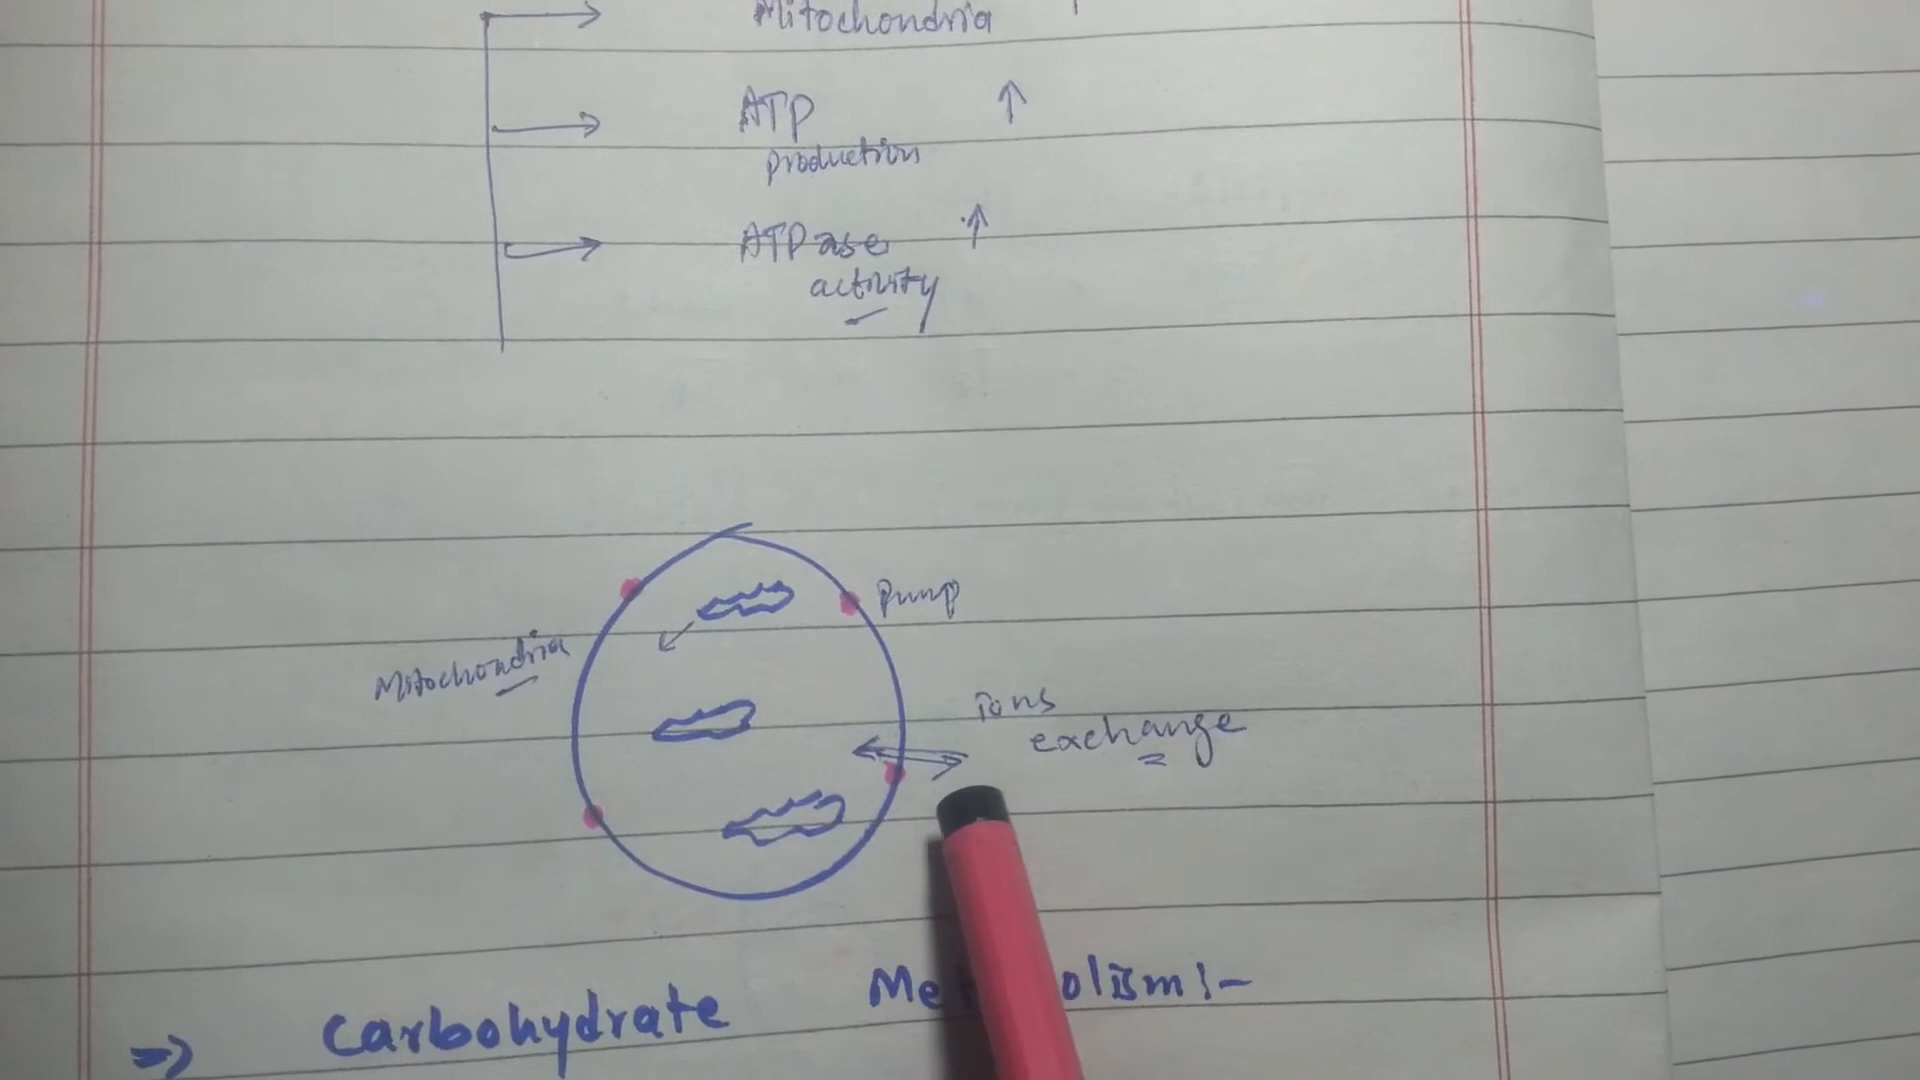 Mitochondria
ATP ↑
production
ATPase ↑
activity
Pump
Mitochondria
ions
exchange
⇒ Carbohydrate Me olism:-